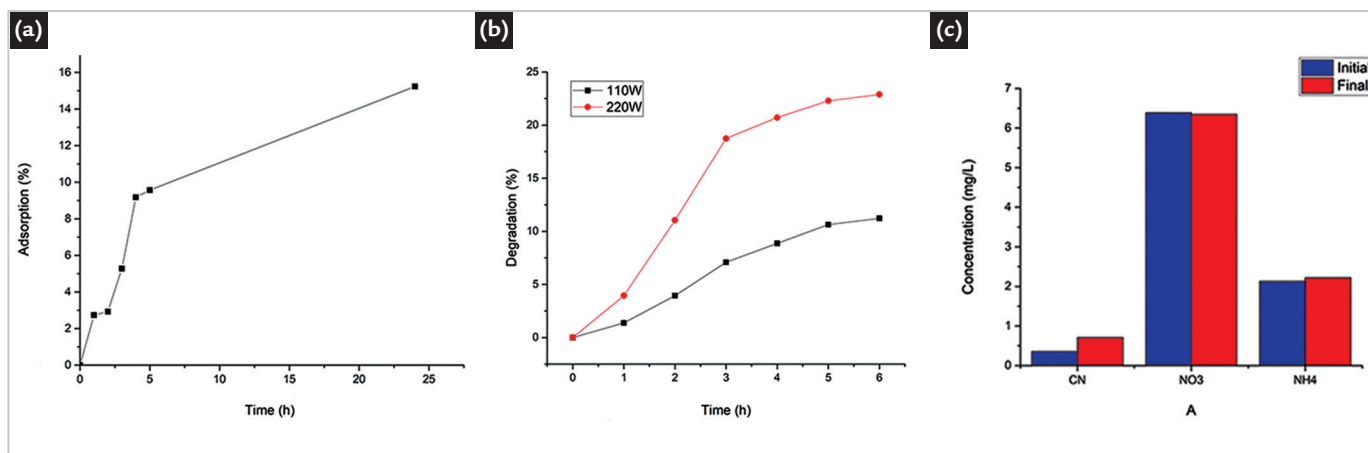 (a)
16
14
12
10
8
6
4
2
0
Adsorption (%)
0 5 10 15 20 25
Time (h)
(b)
110W
220W
25
20
15
10
5
0
Degradation (%)
0 1 2 3 4 5 6
Time (h)
(c)
Initial
Final
7
6
5
4
3
2
1
0
Concentration (mg/L)
CN NO3 NH4
A